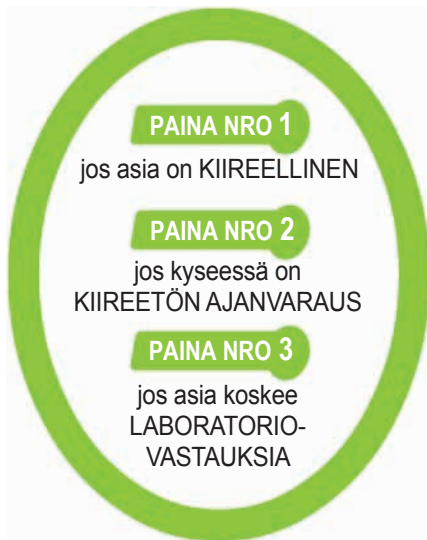 PAINA NRO 1
jos asia on KIIREELLINEN
PAINA NRO 2
jos kyseessä on
KIIREETÖN AJANVARAUS
PAINA NRO 3
jos asia koskee
LABORATORIO-
VASTAUKSIA